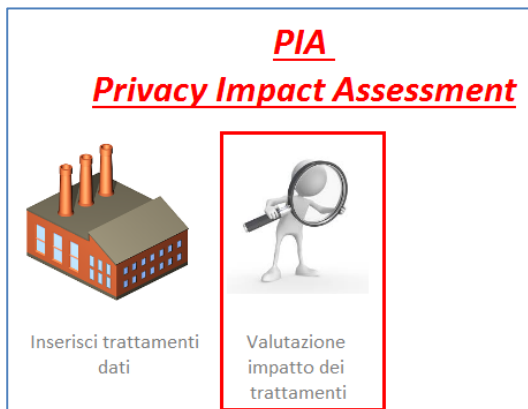 PIA
Privacy Impact Assessment
Inserisci trattamenti
dati
Valutazione
impatto dei
trattamenti